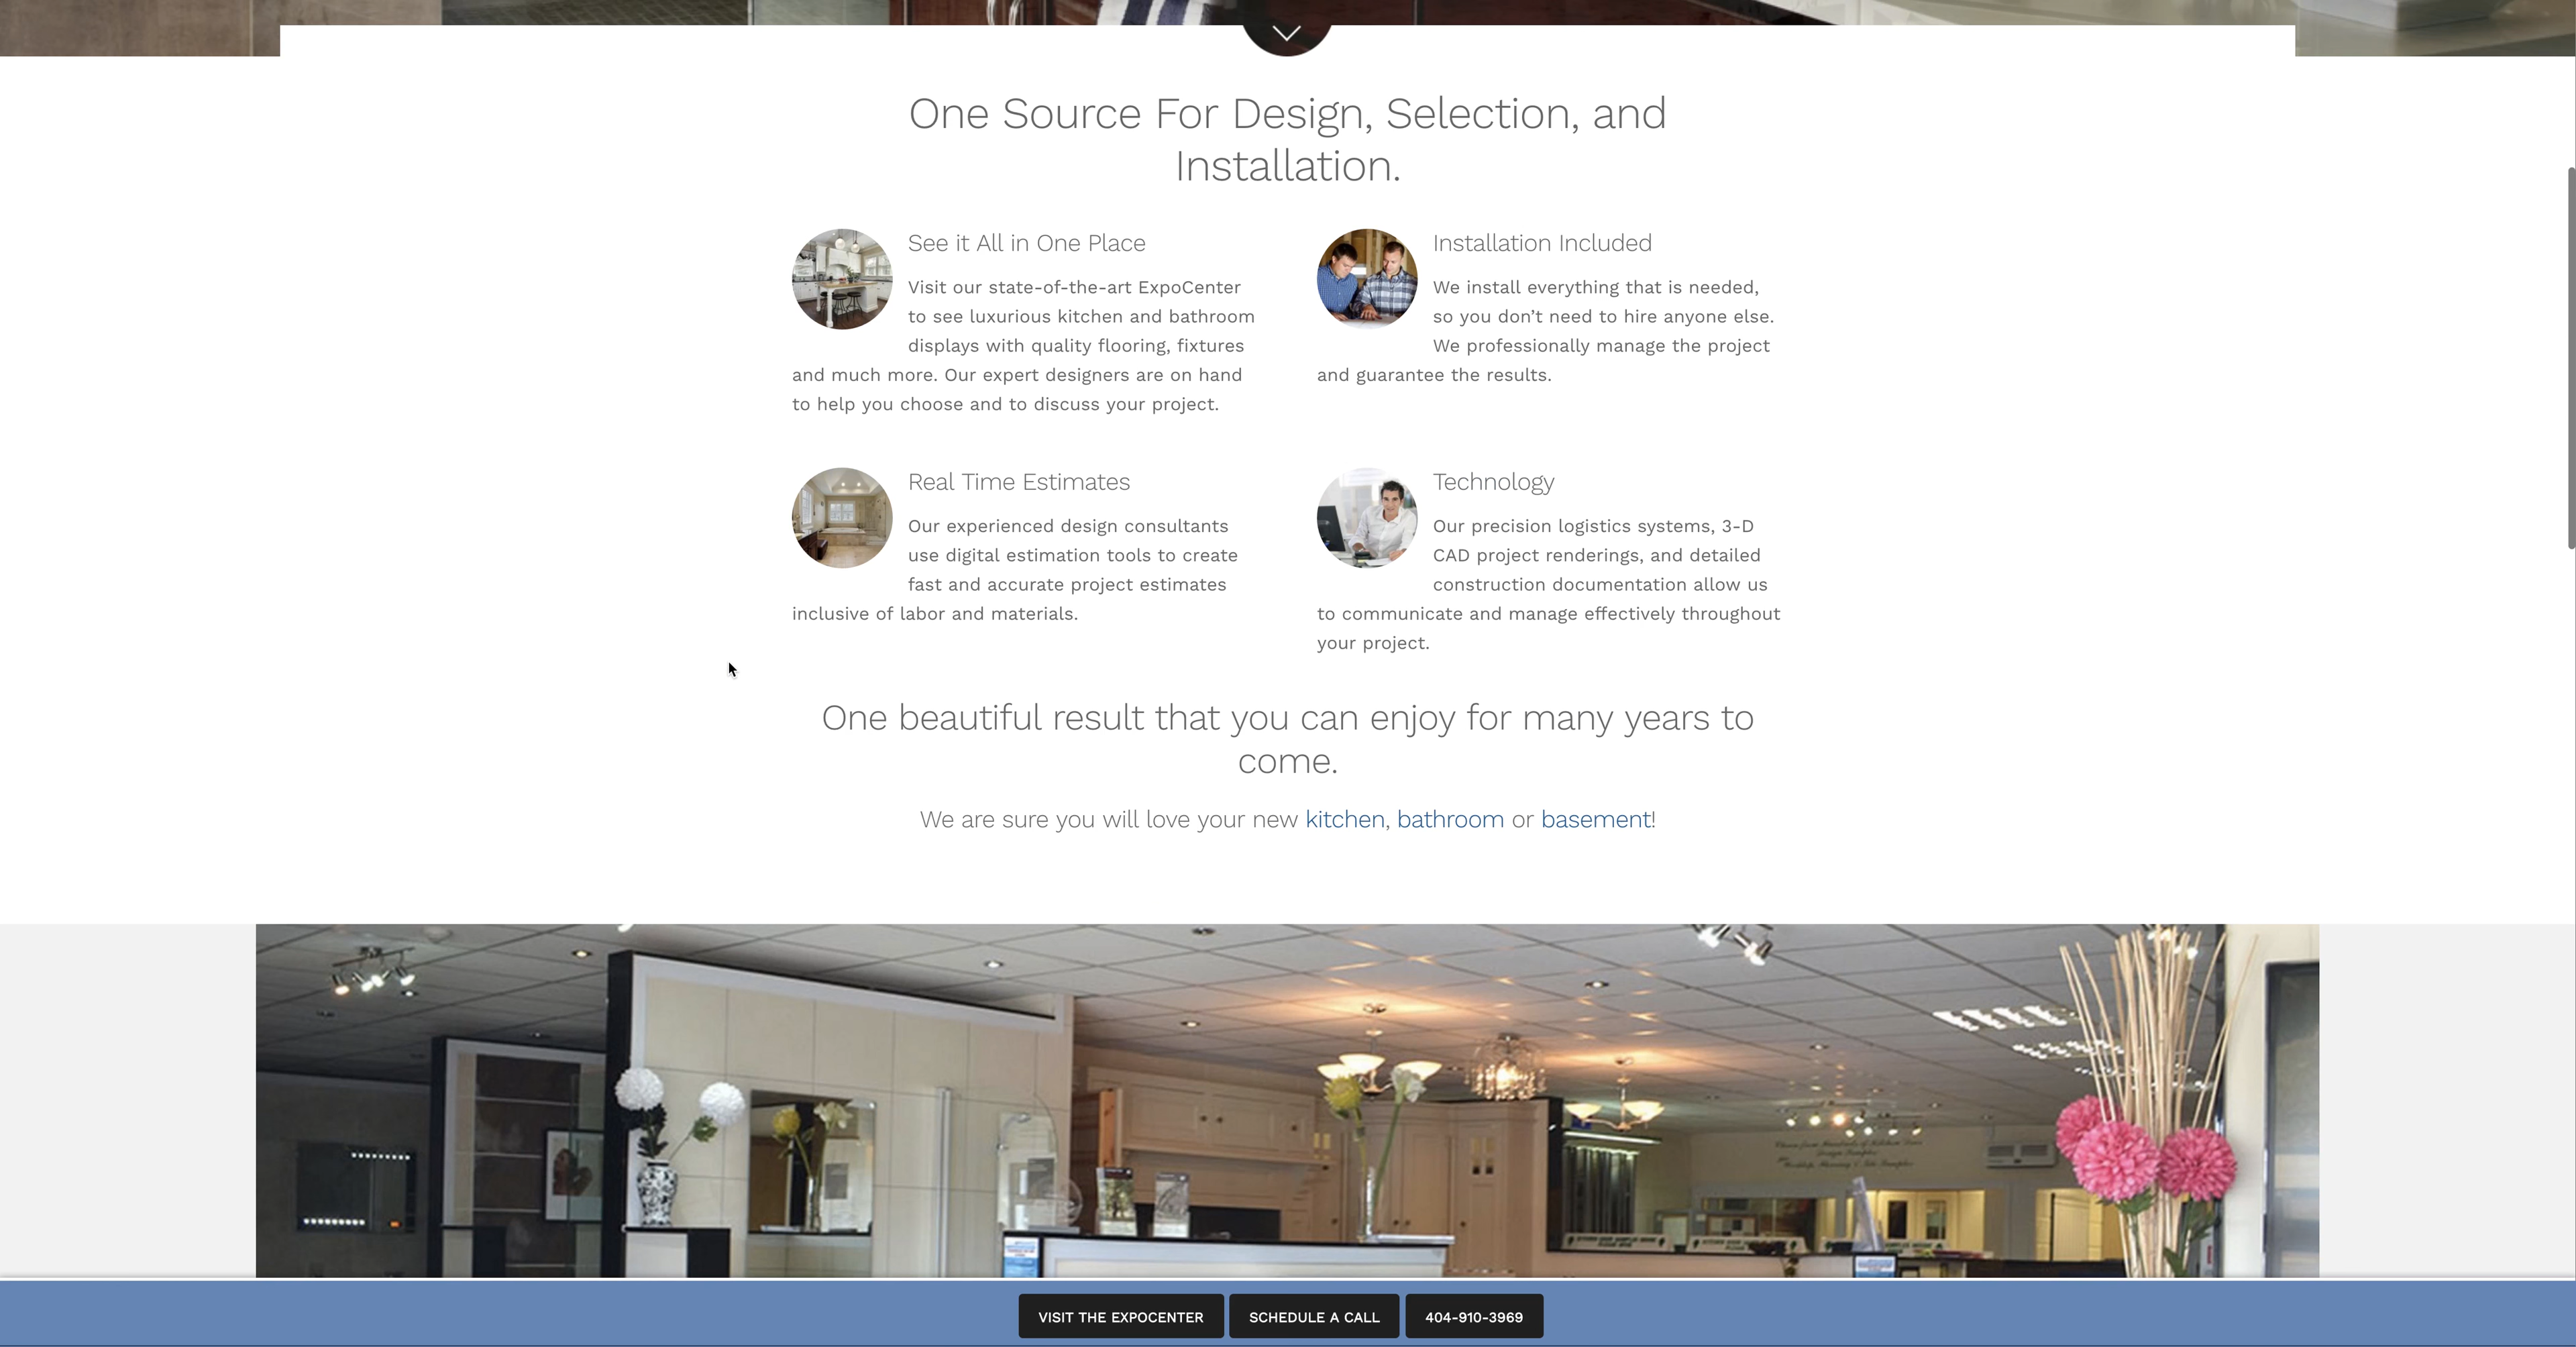 One Source For Design, Selection, and
Installation.
See it All in One Place
Visit our state-of-the-art ExpoCenter
to see luxurious kitchen and bathroom
displays with quality flooring, fixtures
and much more. Our expert designers are on hand
to help you choose and to discuss your project.
Installation Included
We install everything that is needed,
so you don’t need to hire anyone else.
We professionally manage the project
and guarantee the results.
Real Time Estimates
Our experienced design consultants
use digital estimation tools to create
fast and accurate project estimates
inclusive of labor and materials.
Technology
Our precision logistics systems, 3-D
CAD project renderings, and detailed
construction documentation allow us
to communicate and manage effectively throughout
your project.
One beautiful result that you can enjoy for many years to
come.
We are sure you will love your new kitchen, bathroom or basement!
VISIT THE EXPOCENTER
SCHEDULE A CALL
404-910-3969